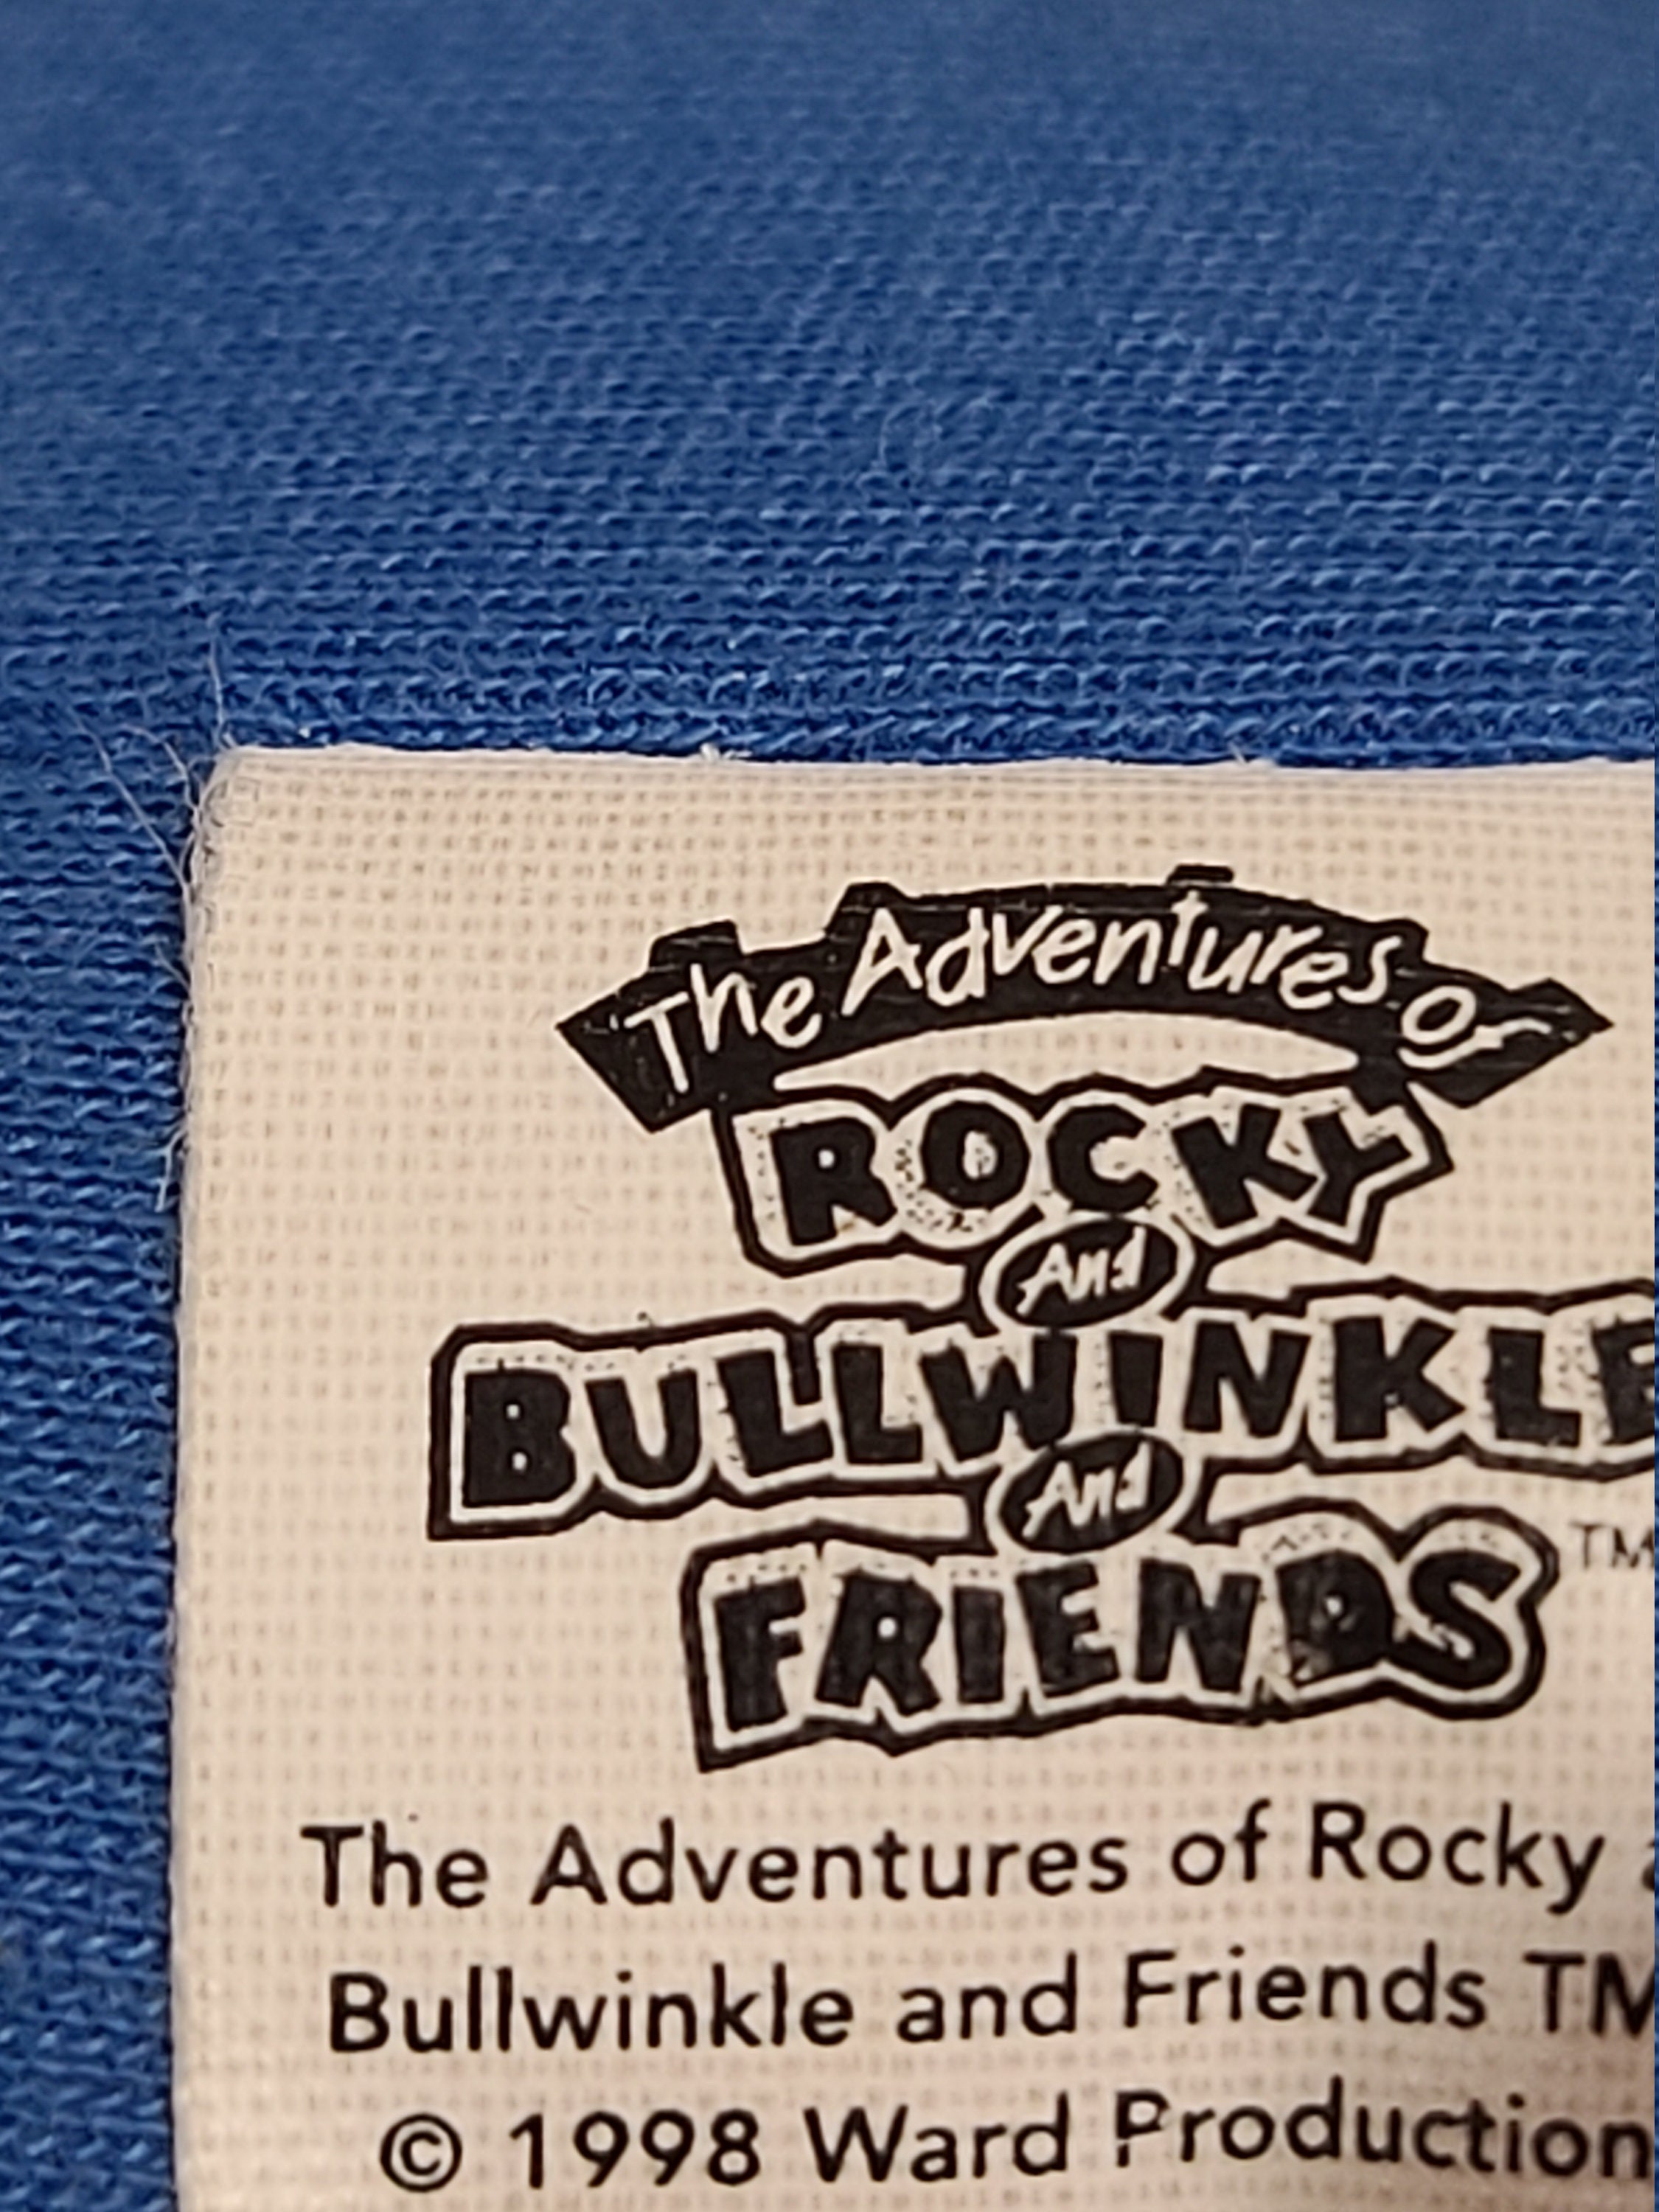 The Adventures of
ROCKY
And
BULLWINKLE
And
FRIENDS TM
The Adventures of Rocky
Bullwinkle and Friends TM
© 1998 Ward Production